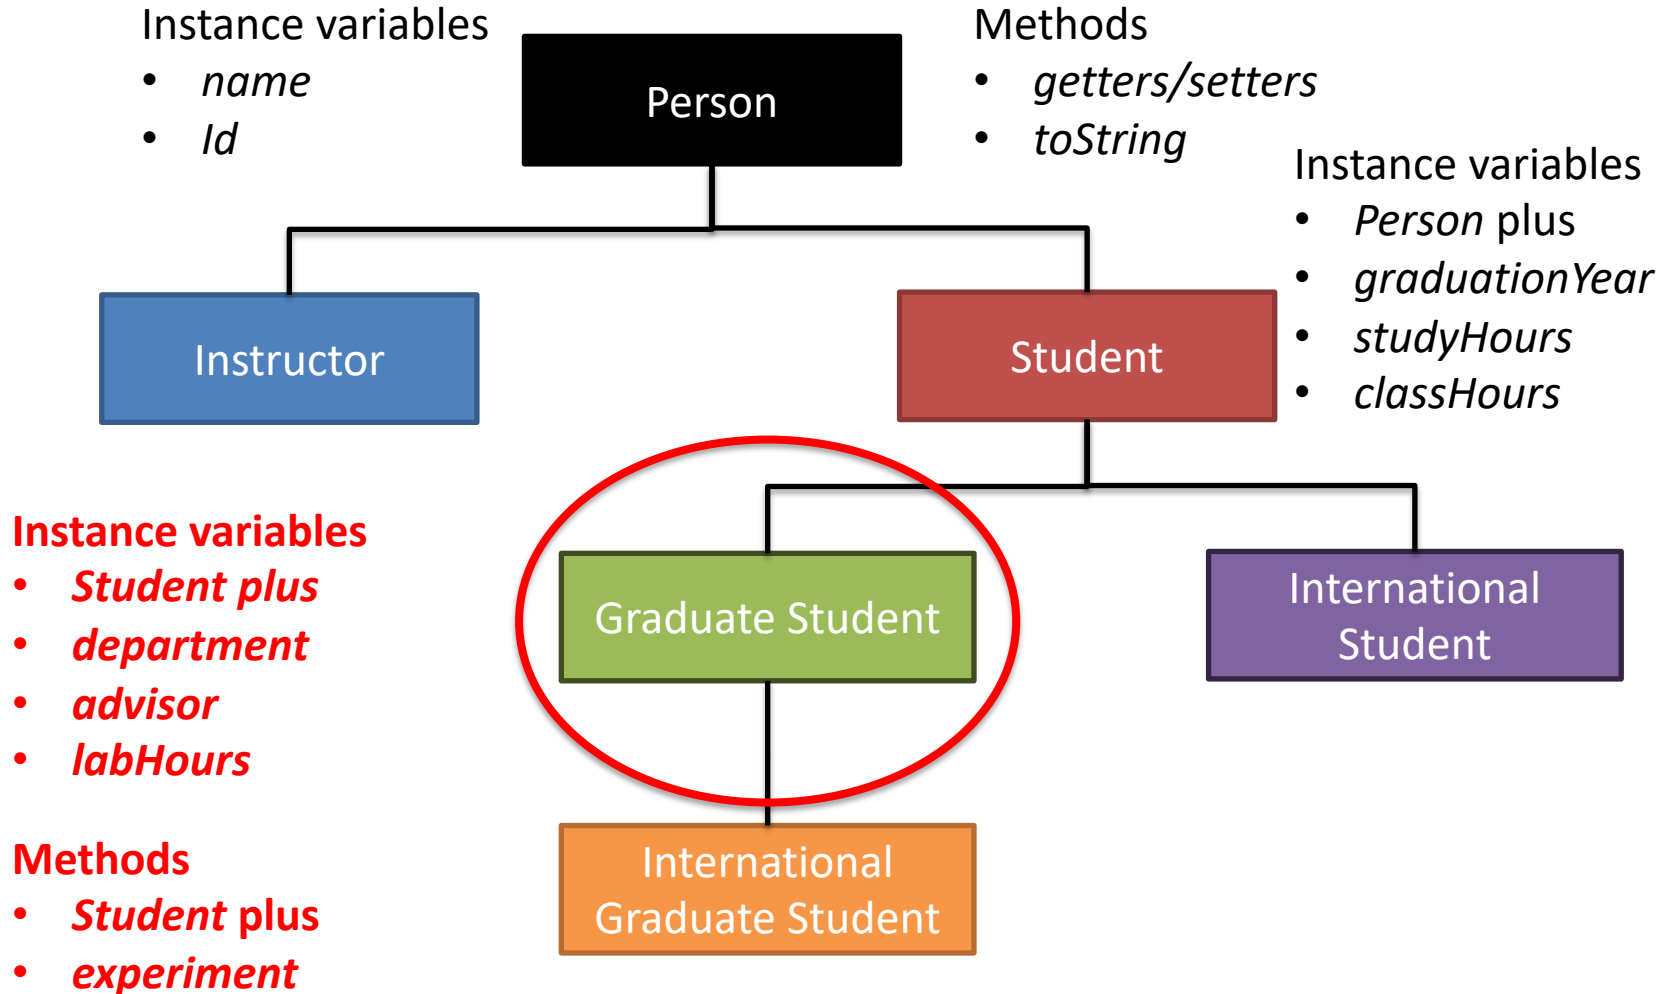 Instance variables
• name
• Id
Person
Methods
• getters/setters
• toString
Instance variables
• Person plus
• graduationYear
• studyHours
• classHours
Instructor
Student
Instance variables
• Student plus
• department
• advisor
• labHours
Graduate Student
International
Student
Methods
• Student plus
• experiment
International
Graduate Student